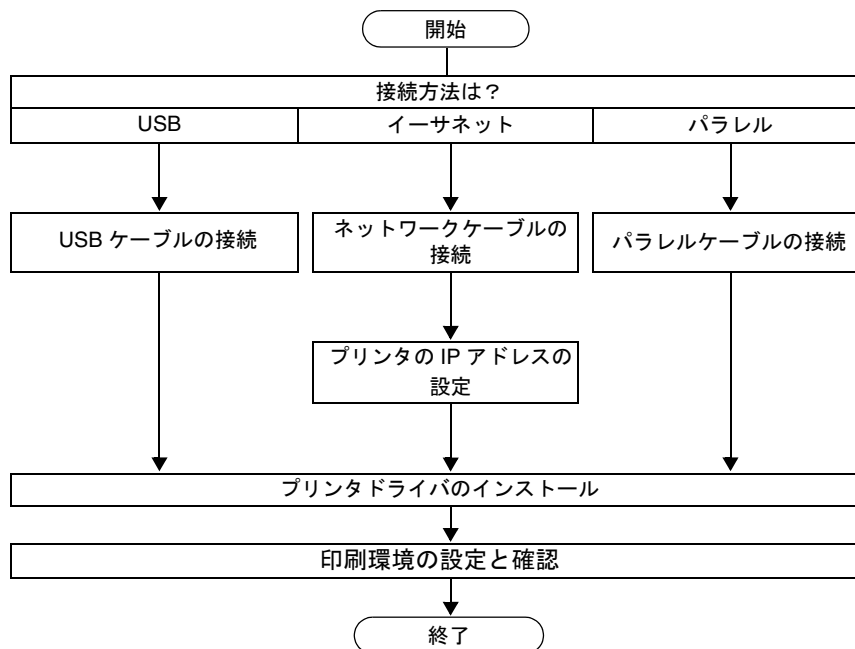 開始
接続方法は？
USB
イーサネット
パラレル
USB ケーブルの接続
ネットワークケーブルの
接続
パラレルケーブルの接続
プリンタの IP アドレスの
設定
プリンタドライバのインストール
印刷環境の設定と確認
終了